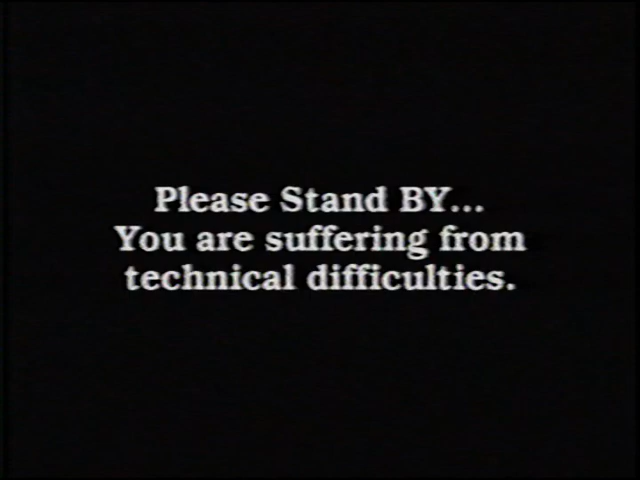 Please Stand BY...
You are suffering from
technical difficulties.